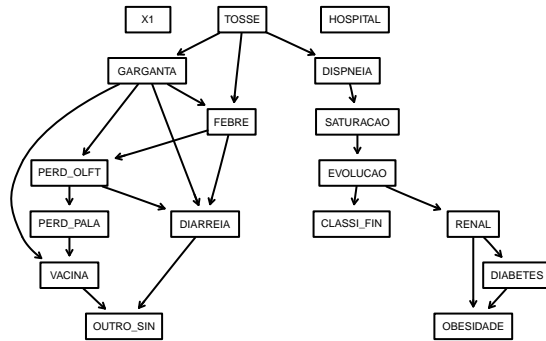 X1 TOSSE HOSPITAL
GARGANTA DISPNEIA
FEBRE SATURACAO
PERD_OLFT EVOLUCAO
PERD_PALA DIARREIA CLASSI_FIN RENAL
VACINA DIABETES
OUTRO_SIN OBESIDADE